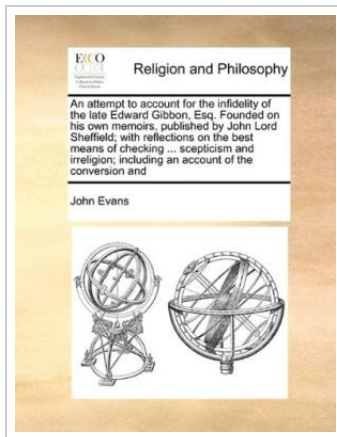 ECCO
Religion and Philosophy
An attempt to account for the infidelity of
the late Edward Gibbon, Esq. Founded on
his own memoirs, published by John Lord
Sheffield; with reflections on the best
means of checking ... scepticism and
irreligion; including an account of the
conversion and
John Evans